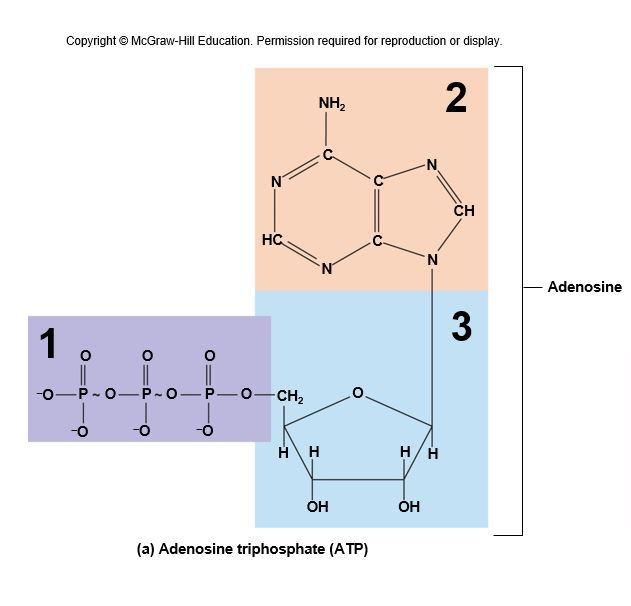 Copyright © McGraw-Hill Education. Permission required for reproduction or display.
2
NH₂
C
N
C
N
CH
HC
N
C
N
Adenosine
3
1
O O O
⁻O P ~ O P ~ O P O CH₂ O
⁻O ⁻O ⁻O
H H H H
OH OH
(a) Adenosine triphosphate (ATP)